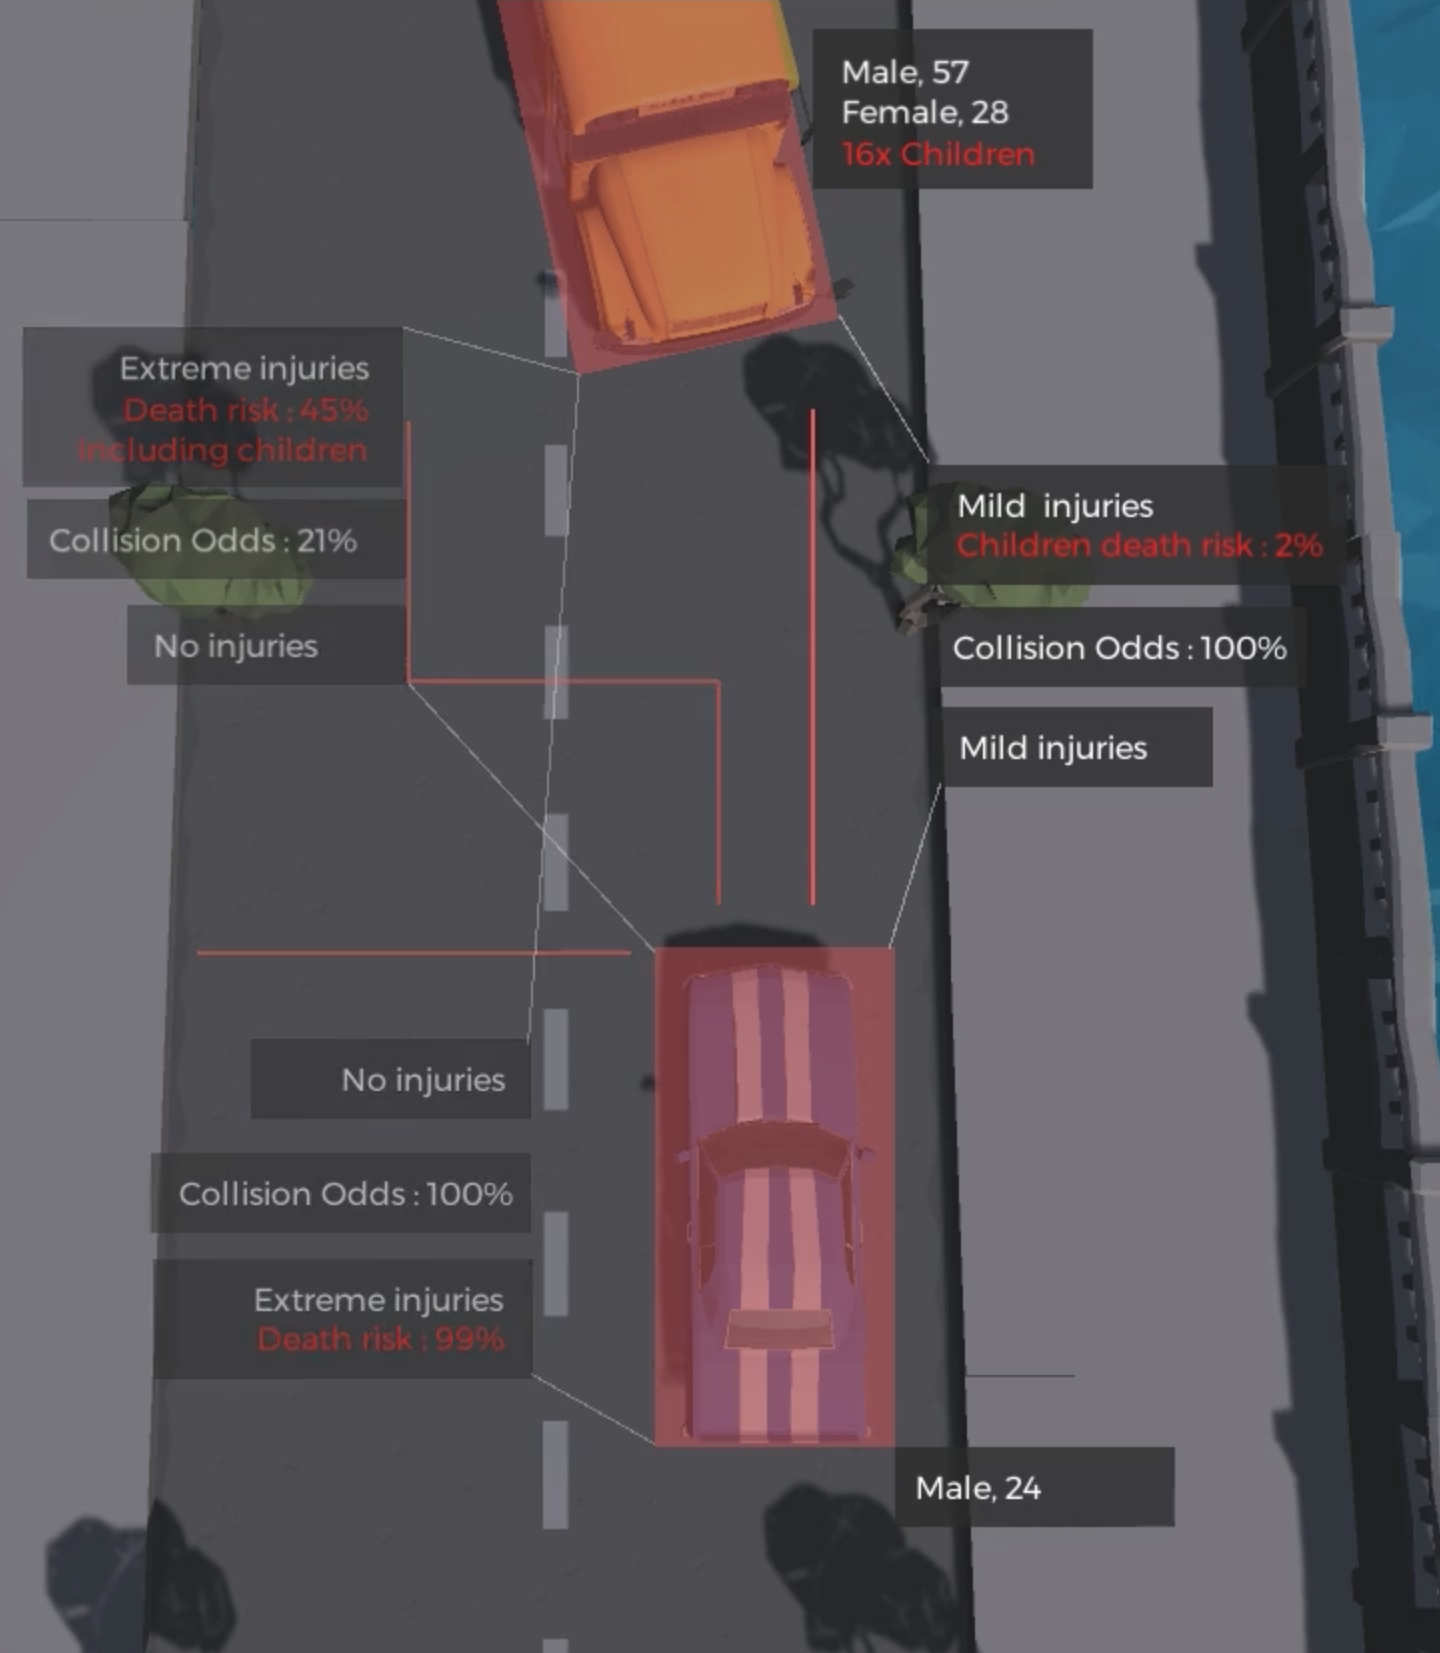 Male, 57
Female, 28
16x Children
Extreme injuries
Death risk : 45%
Including children
Collision Odds : 21%
No injuries
Mild  injuries
Children death risk : 2%
Collision Odds : 100%
Mild injuries
No injuries
Collision Odds : 100%
Extreme injuries
Death risk : 99%
Male, 24